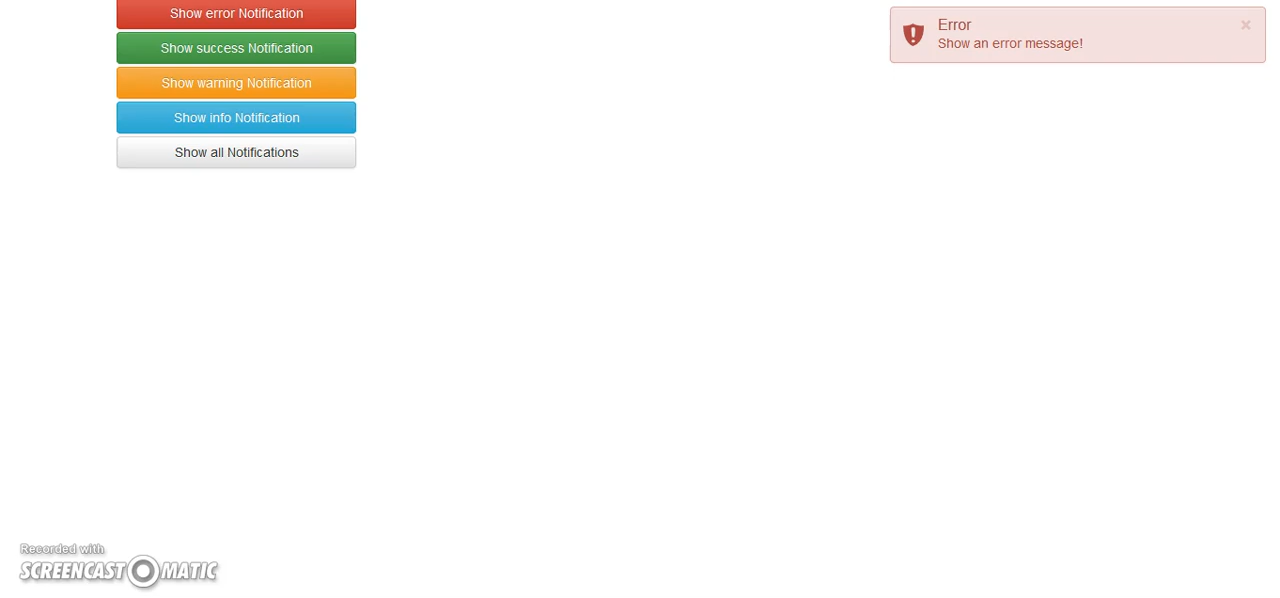 Show error Notification
Show success Notification
Show warning Notification
Show info Notification
Show all Notifications
Error
×
Show an error message!
Recorded with
SCREENCAST-O-MATIC